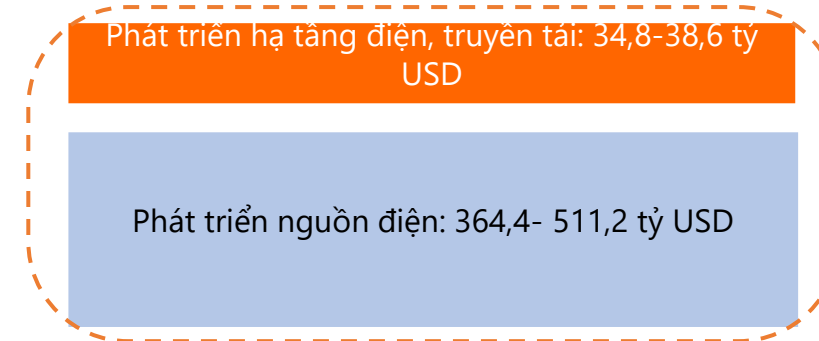 Phát triển hạ tầng điện, truyền tải: 34,8-38,6 tỷ
USD
Phát triển nguồn điện: 364,4- 511,2 tỷ USD